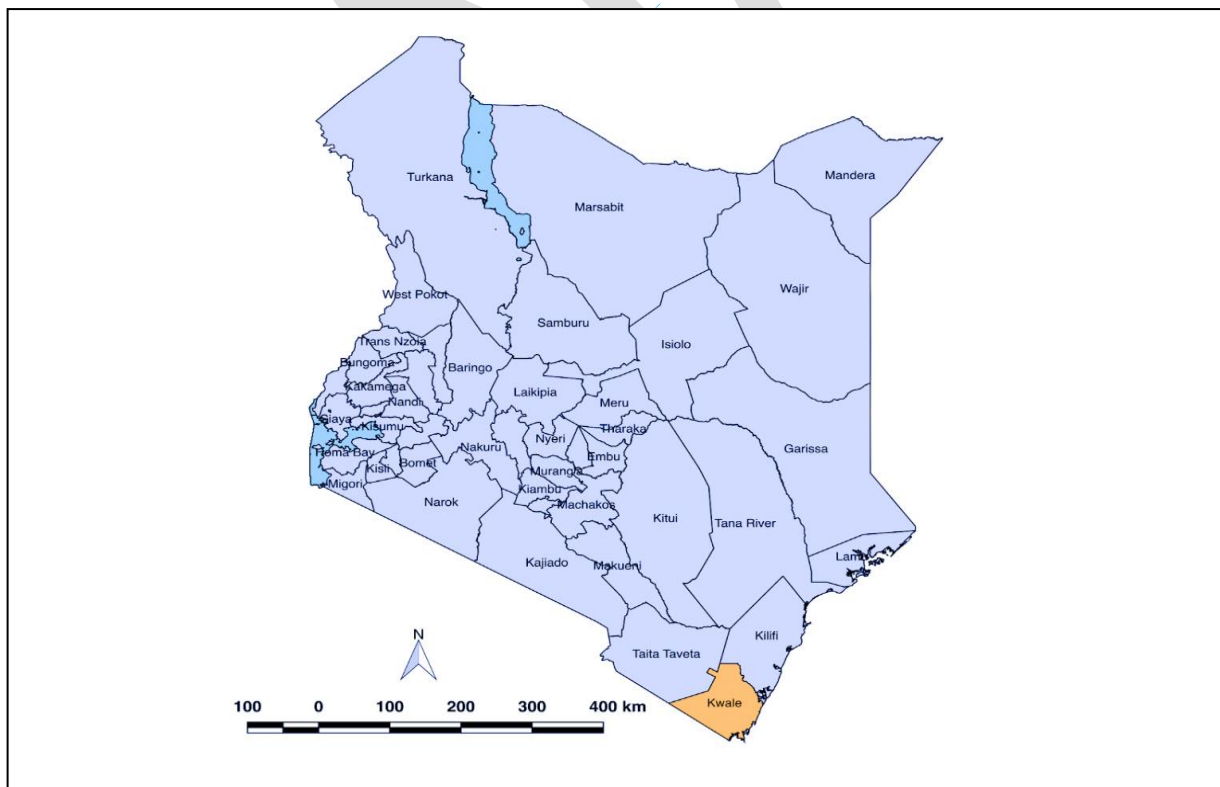 Turkana
Mandera
Marsabit
Wajir
West Pokot
Samburu
Isiolo
Trans Nzoia
Bungoma
Baringo
Kakamega
Laikipia
Nandi
Meru
Siaya
Kisumu
Tharaka
Nyeri
Garissa
Homa Bay
Nakuru
Embu
Kisli
Bomet
Muranga
Migori
Kiambu
Narok
Machakos
Kitui
Tana River
Kajiado
Makueni
Lamu
Kilifi
N
Taita Taveta
Kwale
100 0 100 200 300 400 km